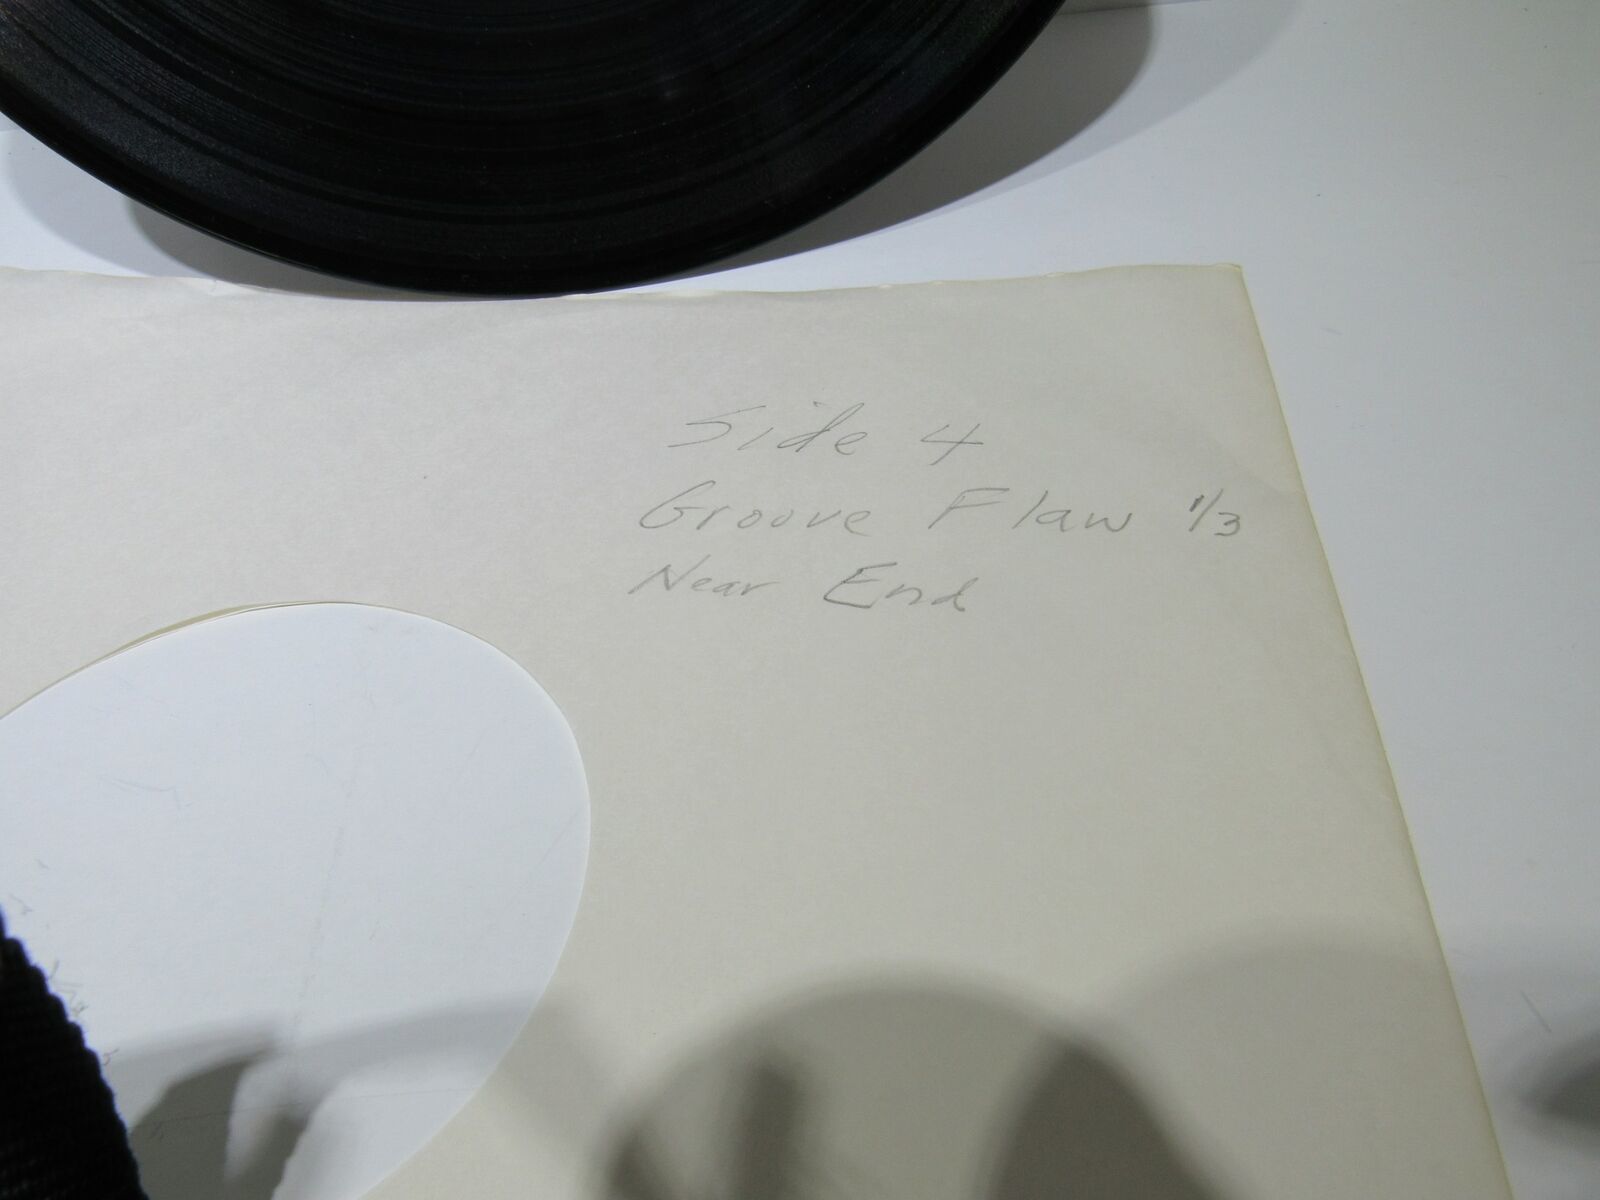 Side 4
Groove Flaw 1/3
Near End